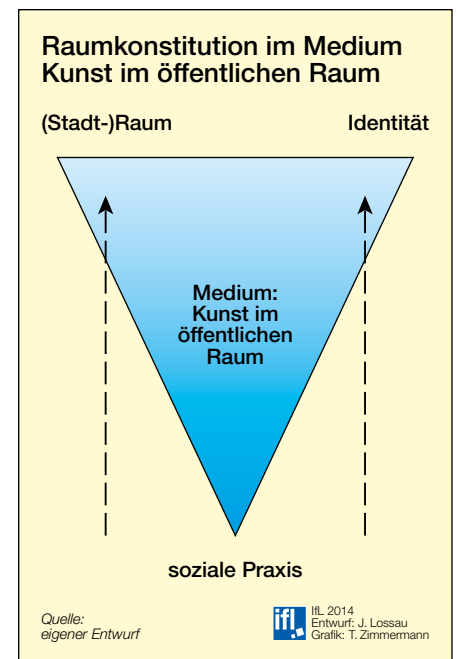 Raumkonstitution im Medium
Kunst im öffentlichen Raum
(Stadt-)Raum Identität
Medium:
Kunst im
öffentlichen
Raum
soziale Praxis
Quelle:
eigener Entwurf
ifl
IfL 2014
Entwurf: J. Lossau
Grafik: T. Zimmermann